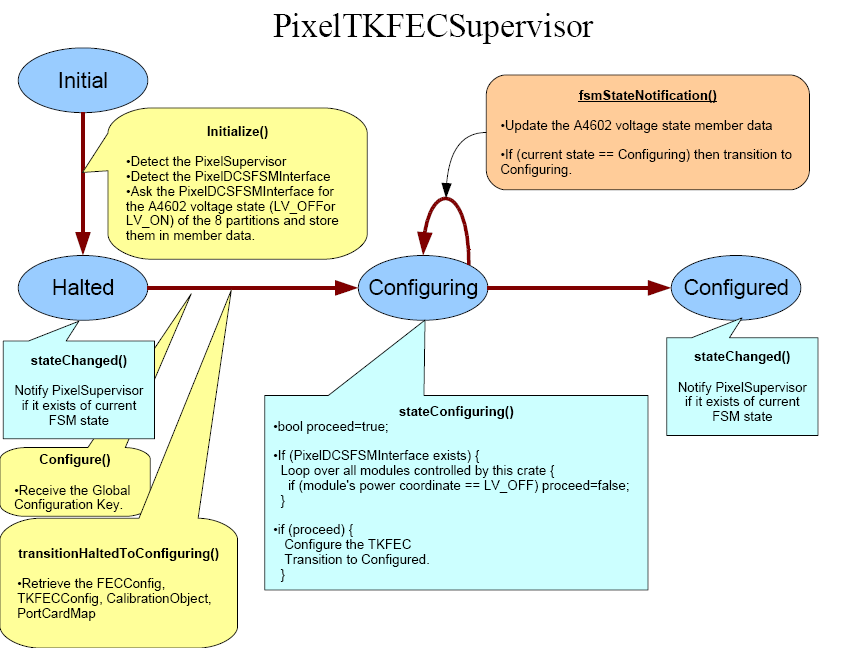 PixelTKFECSupervisor
Initial
Initialize()
•Detect the PixelSupervisor
•Detect the PixelDCSFSMInterface
•Ask the PixelDCSFSMInterface for
the A4602 voltage state (LV_OFFor
LV_ON) of the 8 partitions and store
them in member data.
fsmStateNotification()
•Update the A4602 voltage state member data
•If (current state == Configuring) then transition to
Configuring.
Halted
Configuring
Configured
stateChanged()
Notify PixelSupervisor
if it exists of current
FSM state
Configure()
•Receive the Global
Configuration Key.
transitionHaltedToConfiguring()
•Retrieve the FECConfig,
TKFECConfig, CalibrationObject,
PortCardMap
stateConfiguring()
•bool proceed=true;
•If (PixelDCSFSMInterface exists) {
Loop over all modules controlled by this crate {
if (module's power coordinate == LV_OFF) proceed=false;
}
•if (proceed) {
Configure the TKFEC
Transition to Configured.
}
stateChanged()
Notify PixelSupervisor
if it exists of current
FSM state